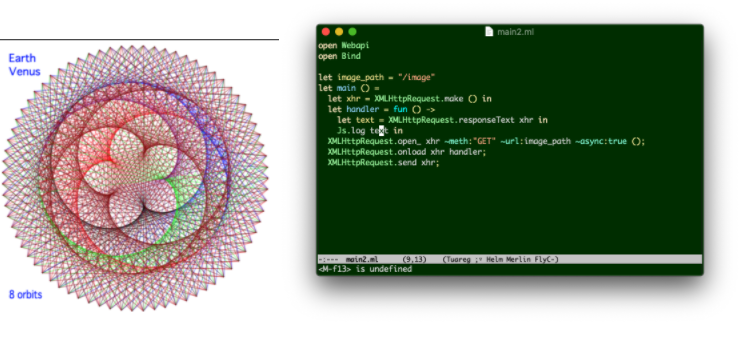 Earth
Venus
8 orbits
main2.ml
open Webapi
open Bind
let image_path = "/image"
let main () =
let xhr = XMLHttpRequest.make () in
let handler = fun () ->
let text = XMLHttpRequest.responseText xhr in
Js.log text in
XMLHttpRequest.open_ xhr ~meth:"GET" ~url:image_path ~async:true ();
XMLHttpRequest.onload xhr handler;
XMLHttpRequest.send xhr;
-:--- main2.ml (9,13) (Tuareg ;² Helm Merlin FlyC-)
<M-f13> is undefined